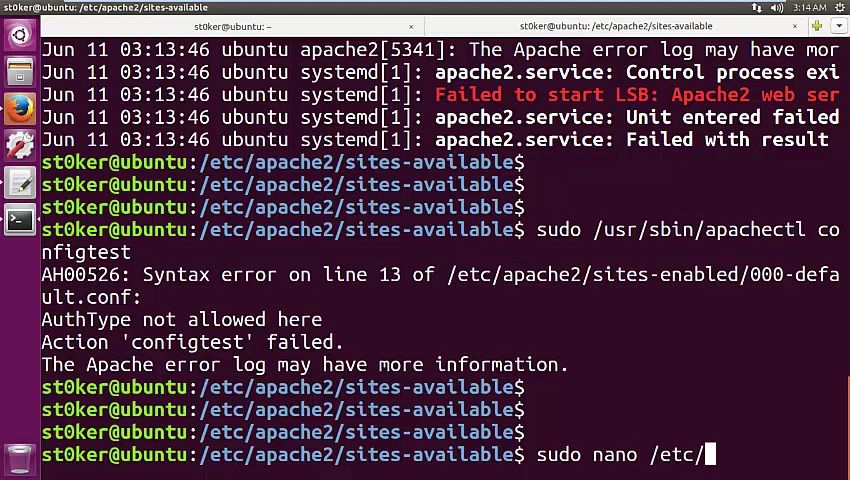 st0ker@ubuntu: /etc/apache2/sites-available
3:14 AM
st0ker@ubuntu: ~ ×
st0ker@ubuntu: /etc/apache2/sites-available ×
Jun 11 03:13:46 ubuntu apache2[5341]: The Apache error log may have mor
Jun 11 03:13:46 ubuntu systemd[1]: apache2.service: Control process exi
Jun 11 03:13:46 ubuntu systemd[1]: Failed to start LSB: Apache2 web ser
Jun 11 03:13:46 ubuntu systemd[1]: apache2.service: Unit entered failed
Jun 11 03:13:46 ubuntu systemd[1]: apache2.service: Failed with result
st0ker@ubuntu:/etc/apache2/sites-available$
st0ker@ubuntu:/etc/apache2/sites-available$
st0ker@ubuntu:/etc/apache2/sites-available$
st0ker@ubuntu:/etc/apache2/sites-available$ sudo /usr/sbin/apachectl co
nfigtest
AH00526: Syntax error on line 13 of /etc/apache2/sites-enabled/000-defa
ult.conf:
AuthType not allowed here
Action 'configtest' failed.
The Apache error log may have more information.
st0ker@ubuntu:/etc/apache2/sites-available$
st0ker@ubuntu:/etc/apache2/sites-available$
st0ker@ubuntu:/etc/apache2/sites-available$
st0ker@ubuntu:/etc/apache2/sites-available$ sudo nano /etc/